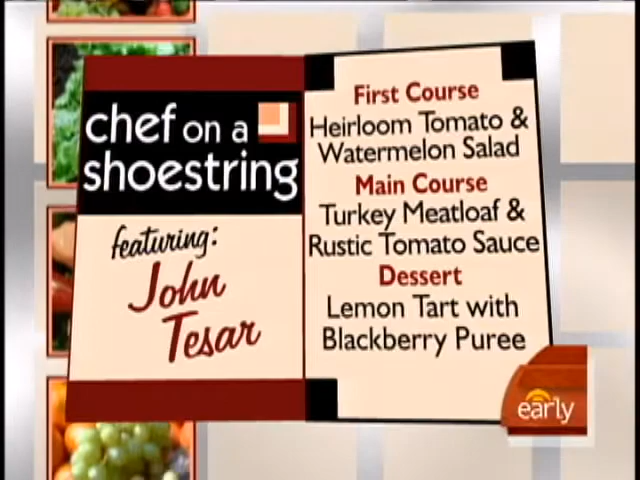 chef on a
shoestring
featuring:
John
Tesar
First Course
Heirloom Tomato &
Watermelon Salad
Main Course
Turkey Meatloaf &
Rustic Tomato Sauce
Dessert
Lemon Tart with
Blackberry Puree
early